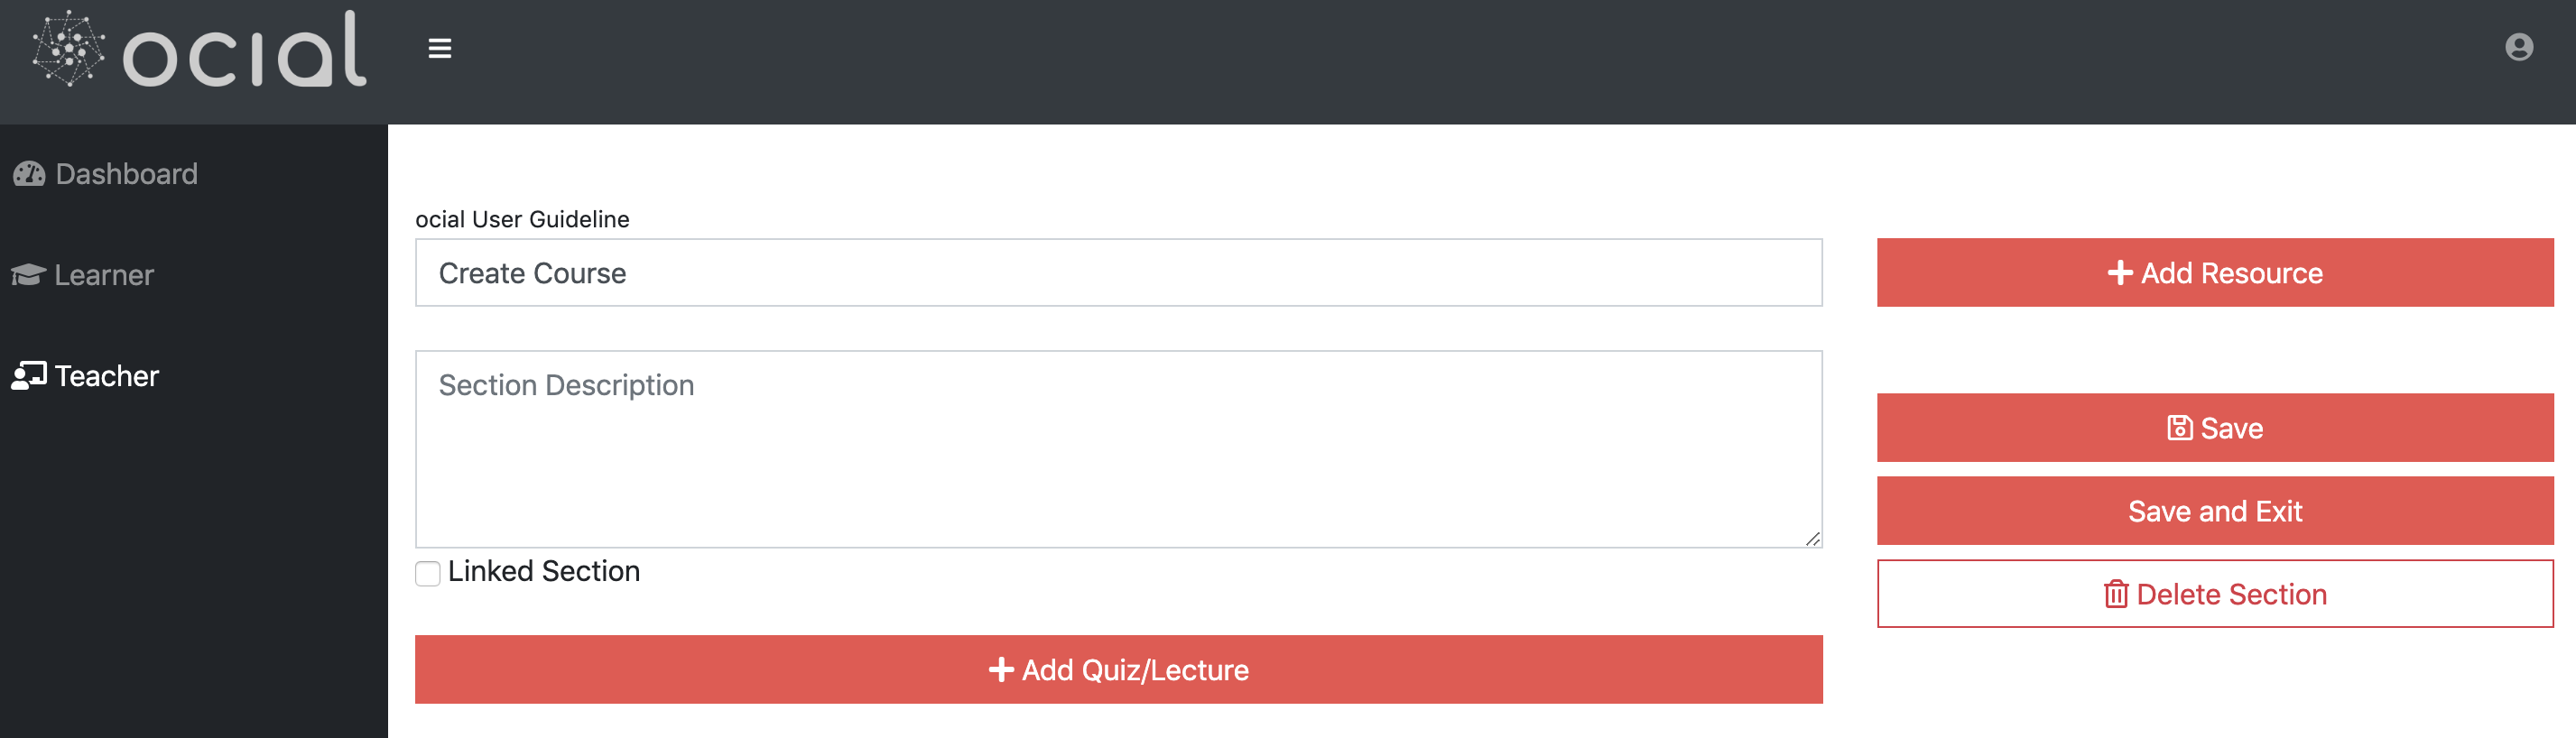 ocial
Dashboard
Learner
Teacher
ocial User Guideline
Create Course
Section Description
Linked Section
Add Quiz/Lecture
Add Resource
Save
Save and Exit
Delete Section